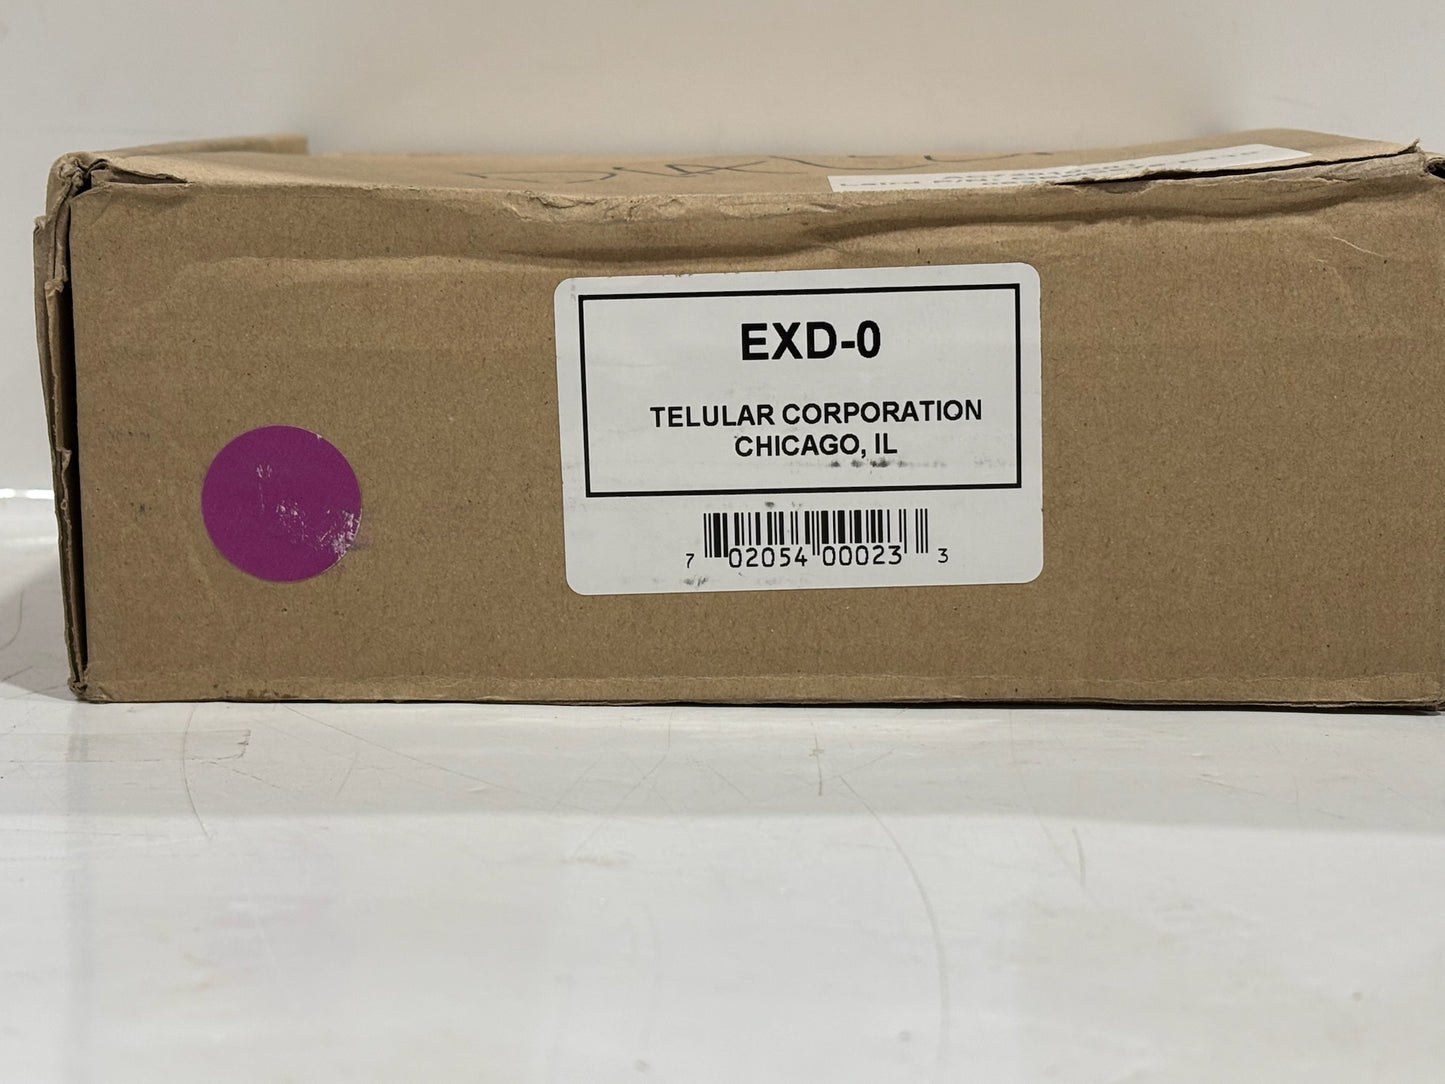 EXD-0
TELULAR CORPORATION
CHICAGO, IL
7 02054 00023 3